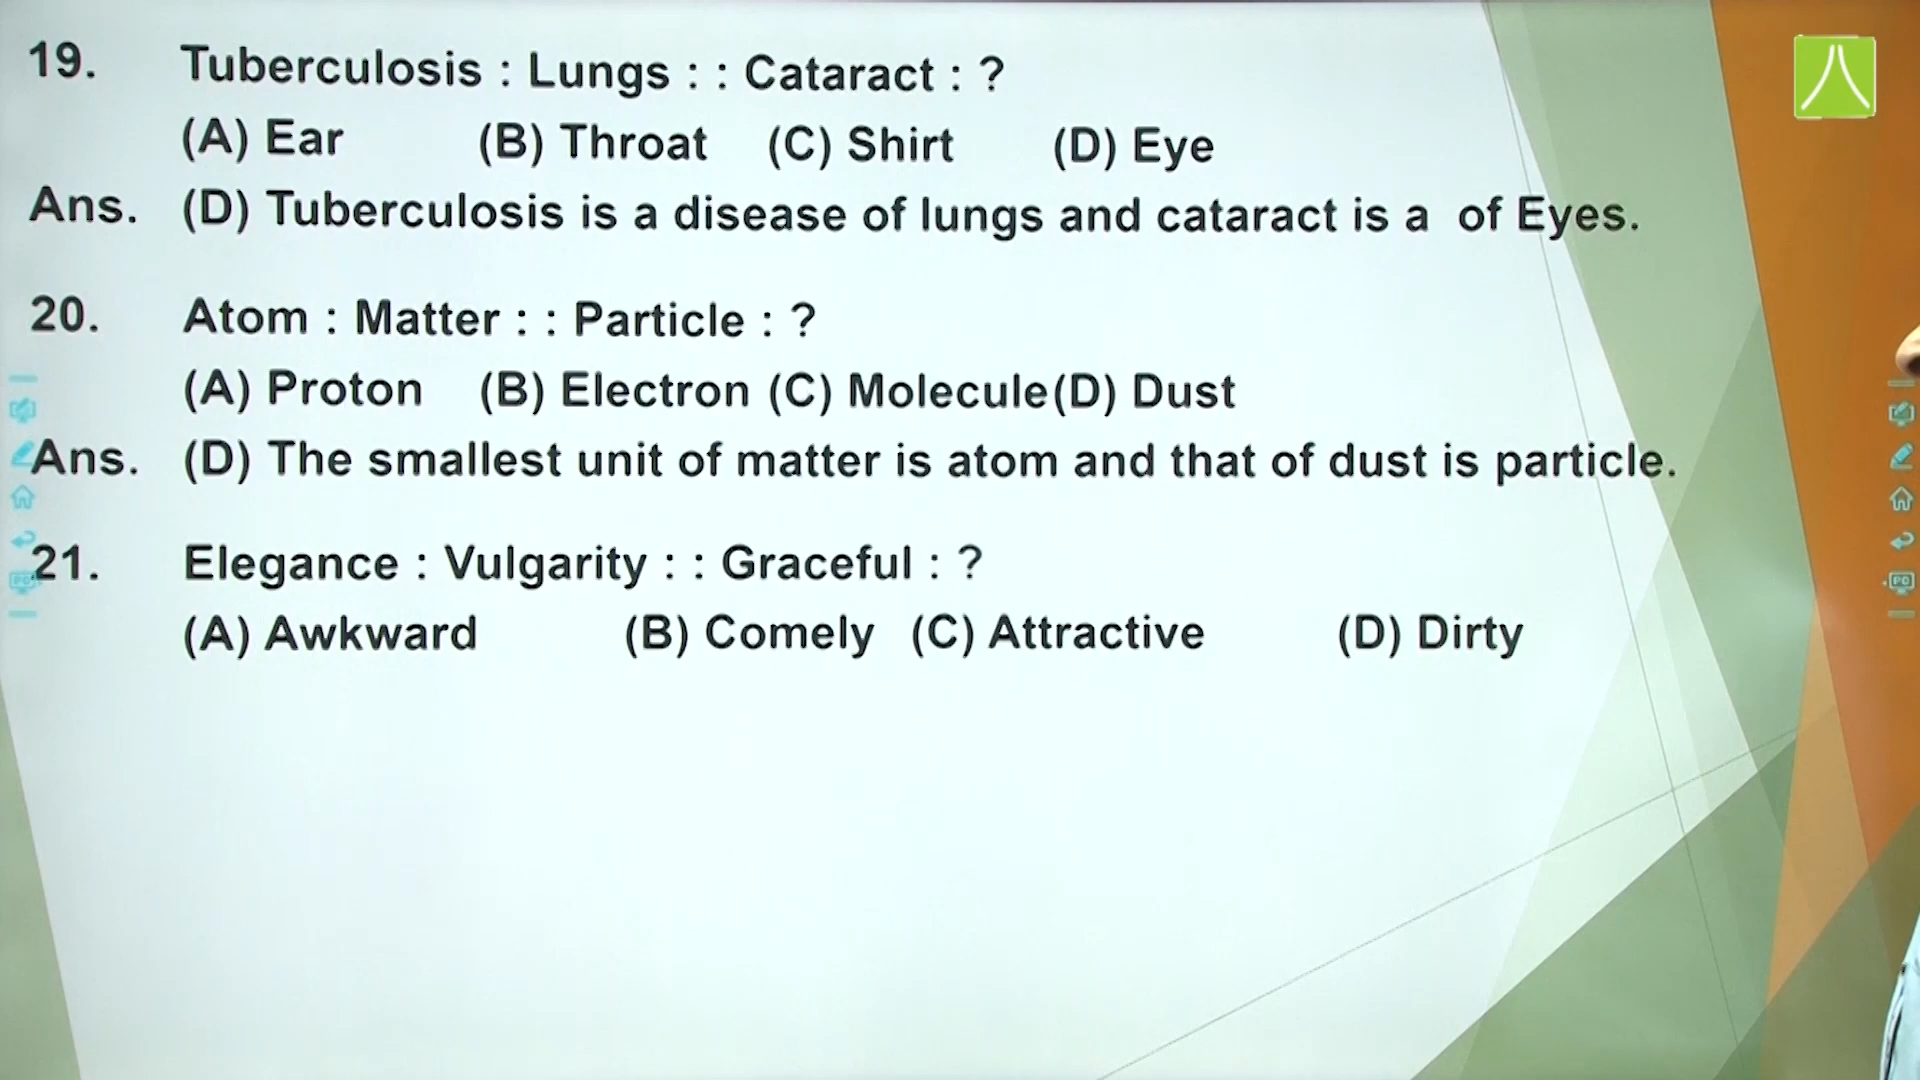 19. Tuberculosis : Lungs : : Cataract : ?
(A) Ear (B) Throat (C) Shirt (D) Eye
Ans. (D) Tuberculosis is a disease of lungs and cataract is a of Eyes.
20. Atom : Matter : : Particle : ?
(A) Proton (B) Electron (C) Molecule(D) Dust
Ans. (D) The smallest unit of matter is atom and that of dust is particle.
21. Elegance : Vulgarity : : Graceful : ?
(A) Awkward (B) Comely (C) Attractive (D) Dirty